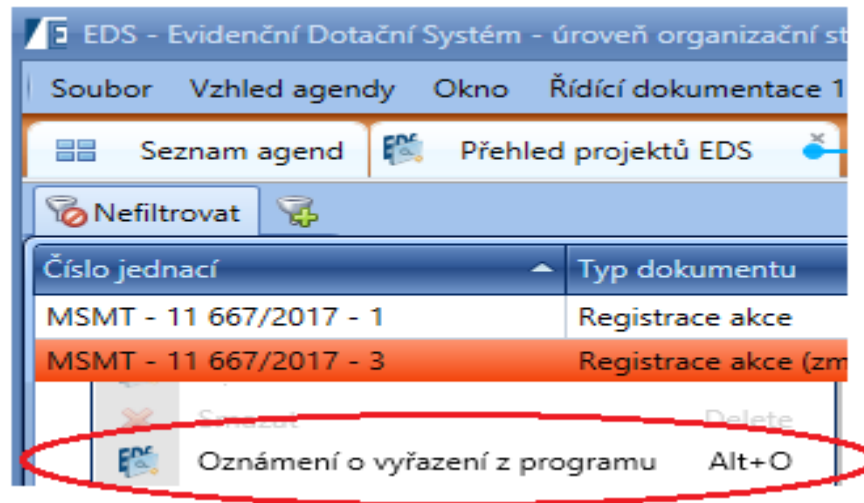 EDS - Evidenční Dotační Systém - úroveň organizační st
Soubor Vzhled agendy Okno Řídící dokumentace 1
Seznam agend EDS Přehled projektů EDS
Nefiltrovat
Číslo jednací Typ dokumentu
MSMT - 11 667/2017 - 1 Registrace akce
MSMT - 11 667/2017 - 3 Registrace akce (zm
Smazat Delete
EDS Oznámení o vyřazení z programu Alt+O